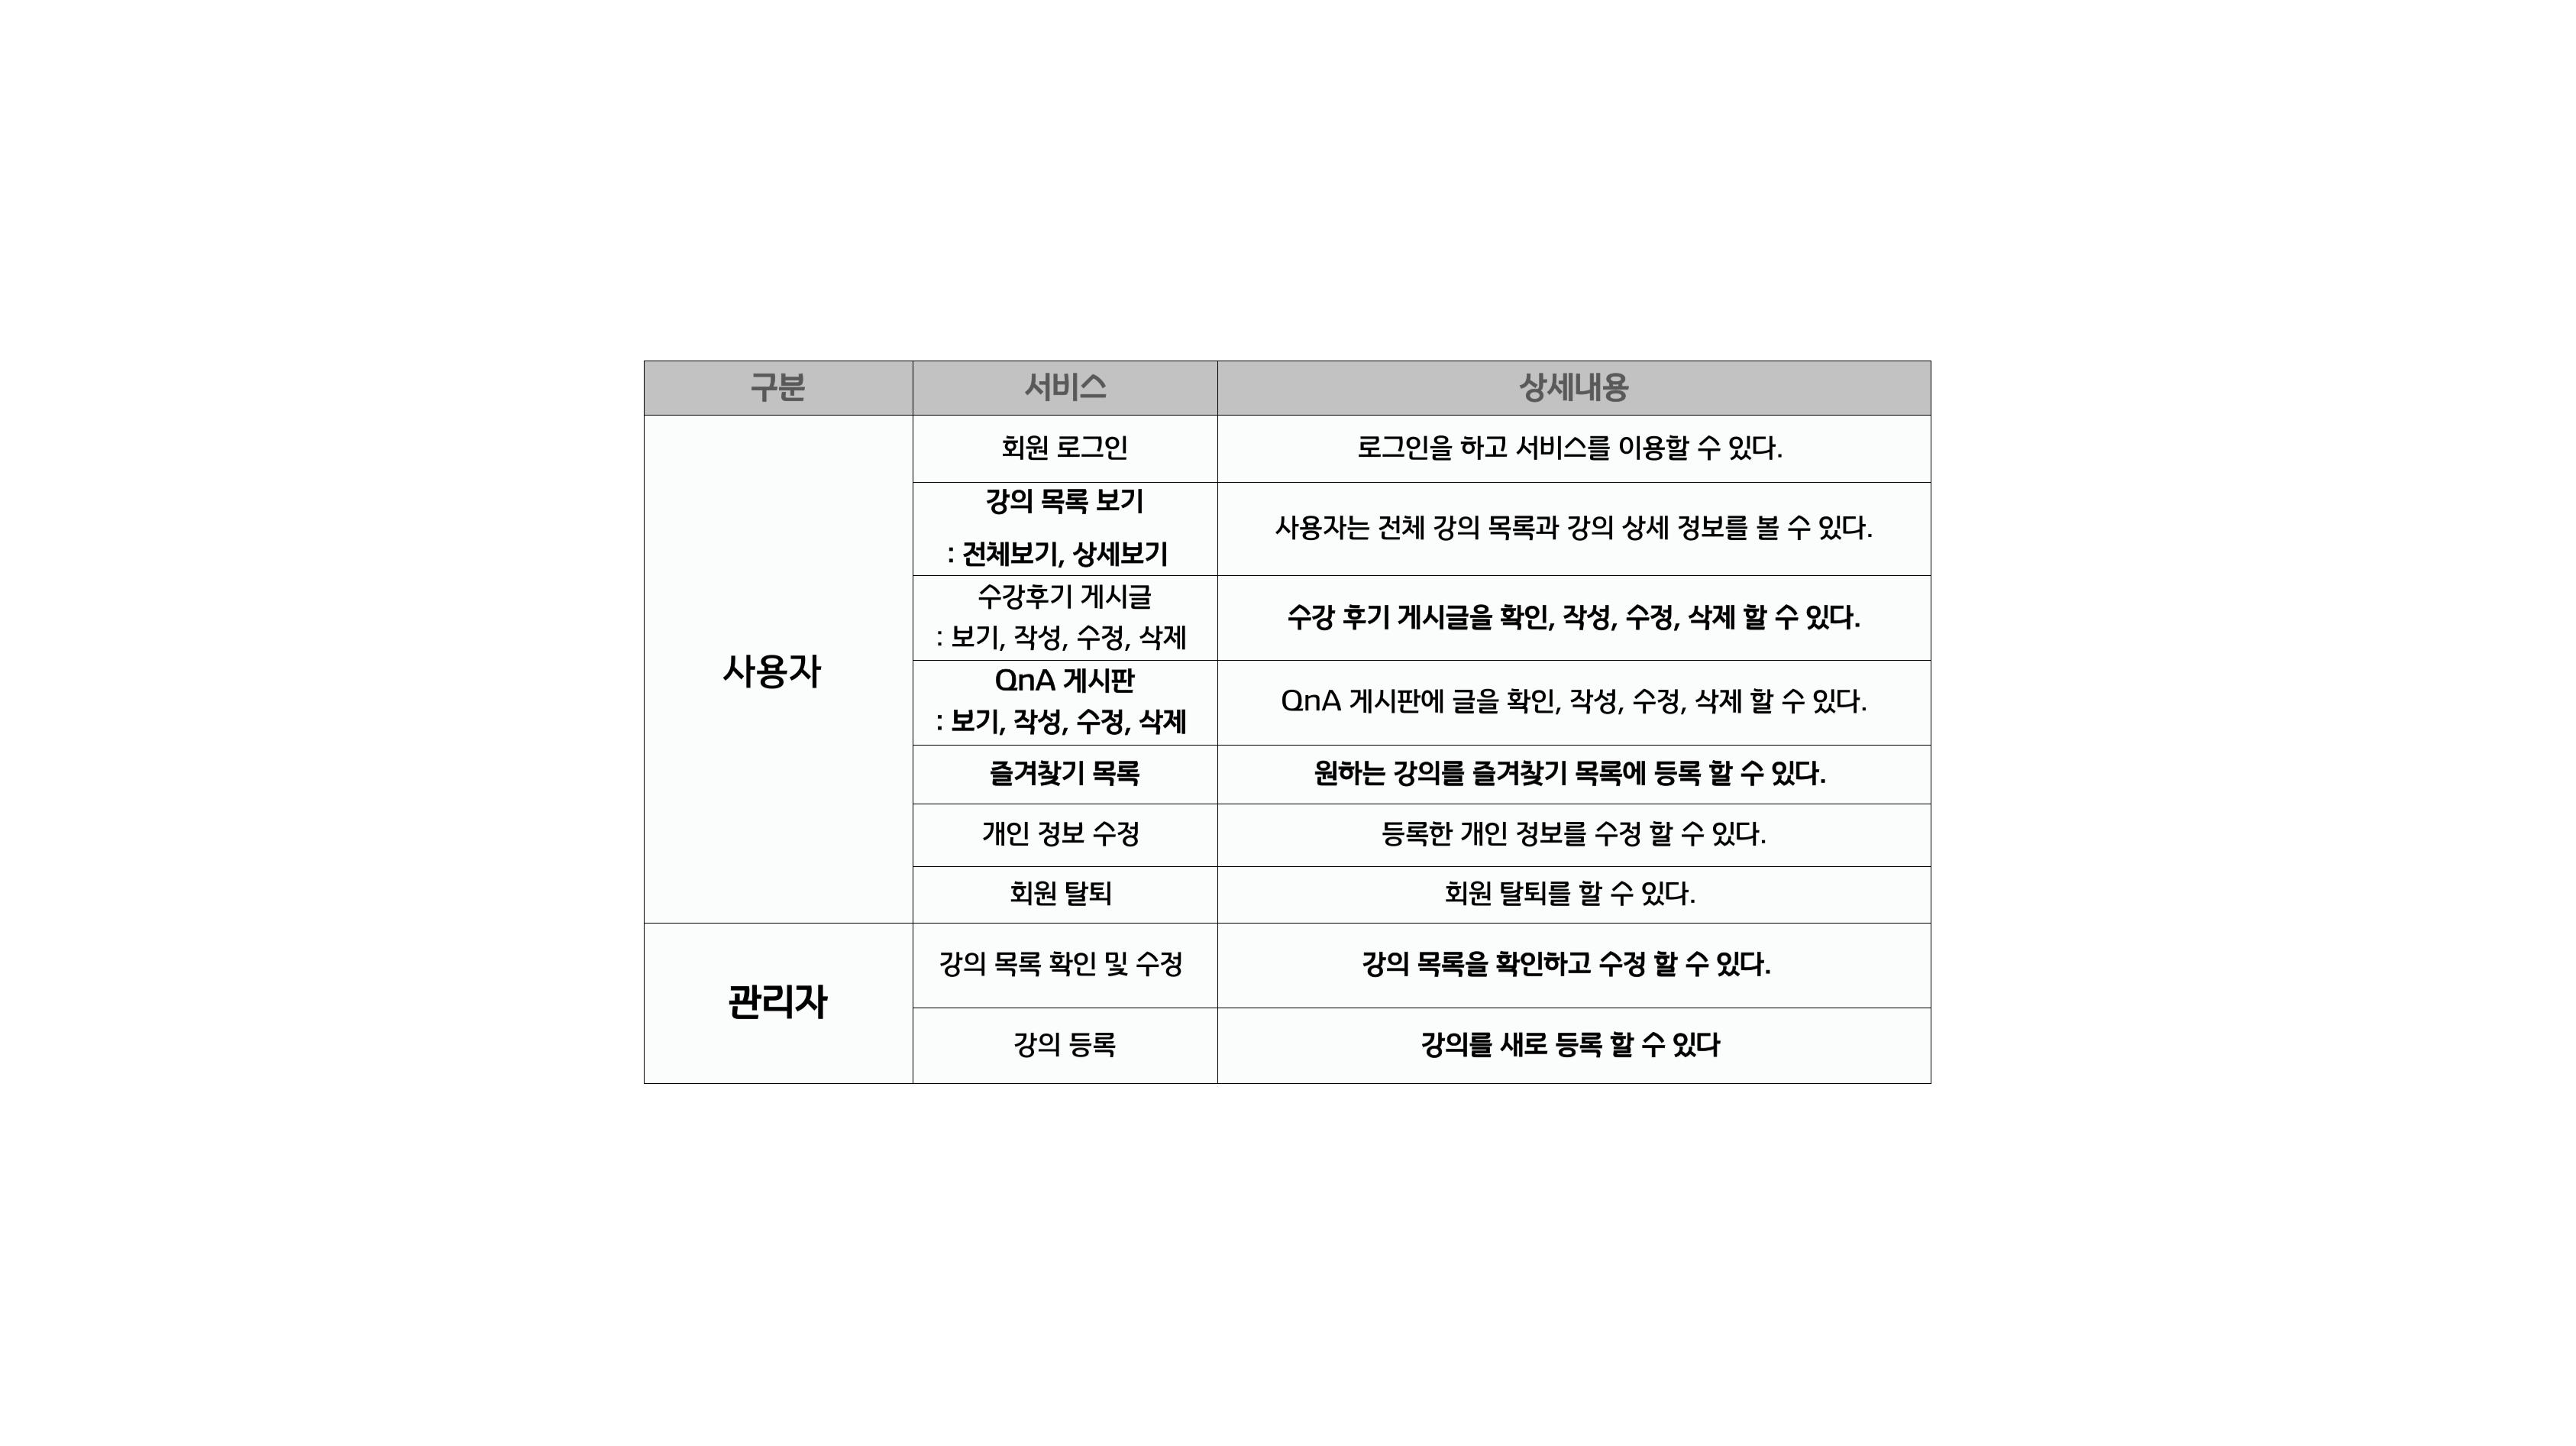 구분 서비스 상세내용
사용자
회원 로그인 로그인을 하고 서비스를 이용할 수 있다.
강의 목록 보기
: 전체보기, 상세보기
사용자는 전체 강의 목록과 강의 상세 정보를 볼 수 있다.
수강후기 게시글
: 보기, 작성, 수정, 삭제
수강 후기 게시글을 확인, 작성, 수정, 삭제 할 수 있다.
QnA 게시판
: 보기, 작성, 수정, 삭제
QnA 게시판에 글을 확인, 작성, 수정, 삭제 할 수 있다.
즐겨찾기 목록 원하는 강의를 즐겨찾기 목록에 등록 할 수 있다.
개인 정보 수정 등록한 개인 정보를 수정 할 수 있다.
회원 탈퇴 회원 탈퇴를 할 수 있다.
관리자
강의 목록 확인 및 수정 강의 목록을 확인하고 수정 할 수 있다.
강의 등록 강의를 새로 등록 할 수 있다